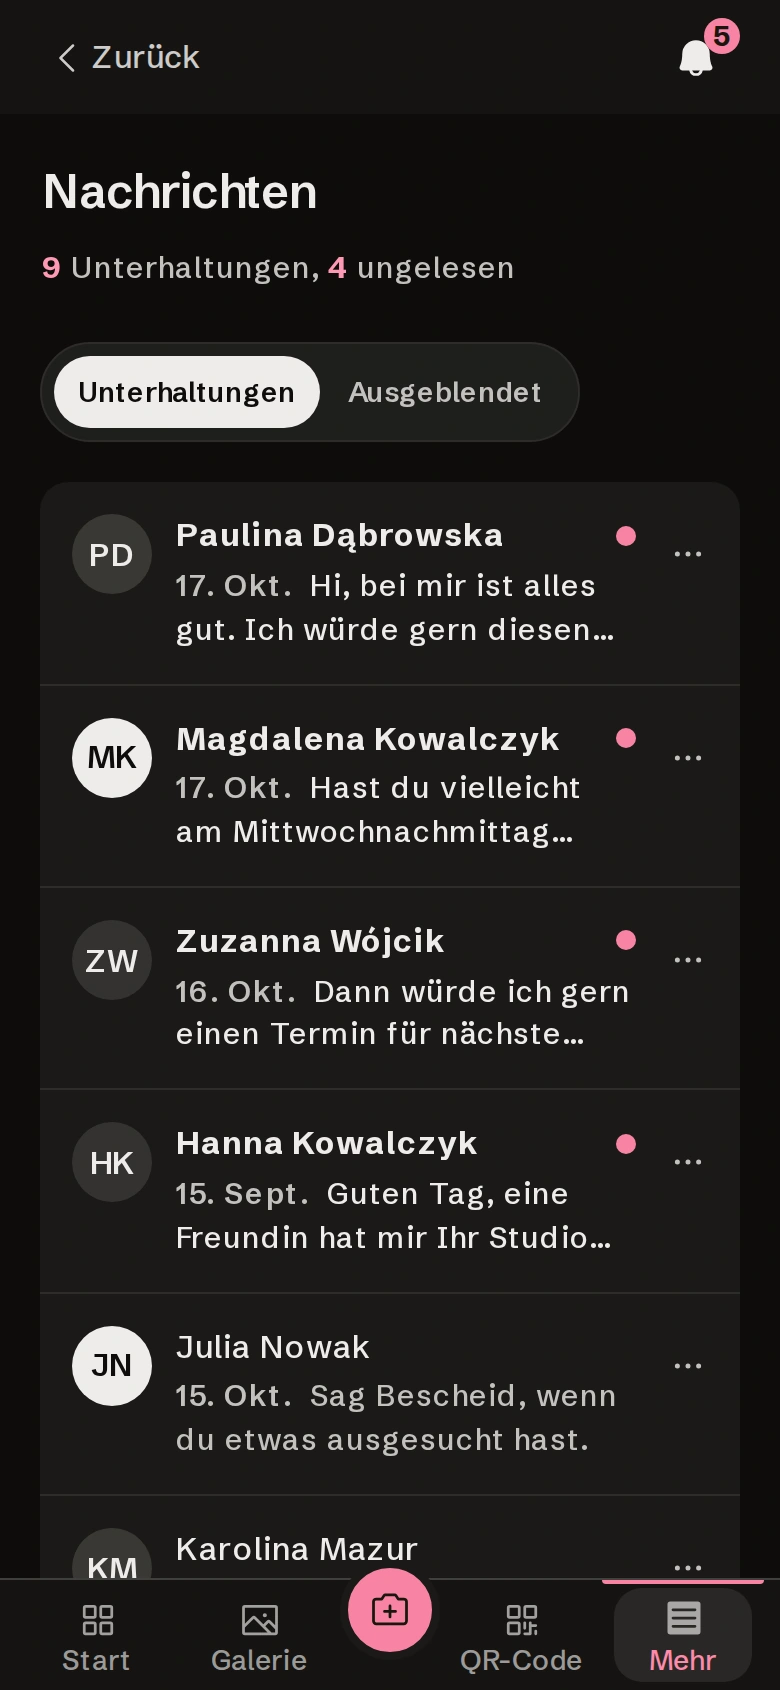 Zurück
5
Nachrichten
9 Unterhaltungen, 4 ungelesen
Unterhaltungen
Ausgeblendet
PD
Paulina Dąbrowska
17. Okt. Hi, bei mir ist alles
gut. Ich würde gern diesen…
MK
Magdalena Kowalczyk
17. Okt. Hast du vielleicht
am Mittwochnachmittag…
ZW
Zuzanna Wójcik
16. Okt. Dann würde ich gern
einen Termin für nächste…
HK
Hanna Kowalczyk
15. Sept. Guten Tag, eine
Freundin hat mir Ihr Studio…
JN
Julia Nowak
15. Okt. Sag Bescheid, wenn
du etwas ausgesucht hast.
KM
Karolina Mazur
Start
Galerie
QR-Code
Mehr